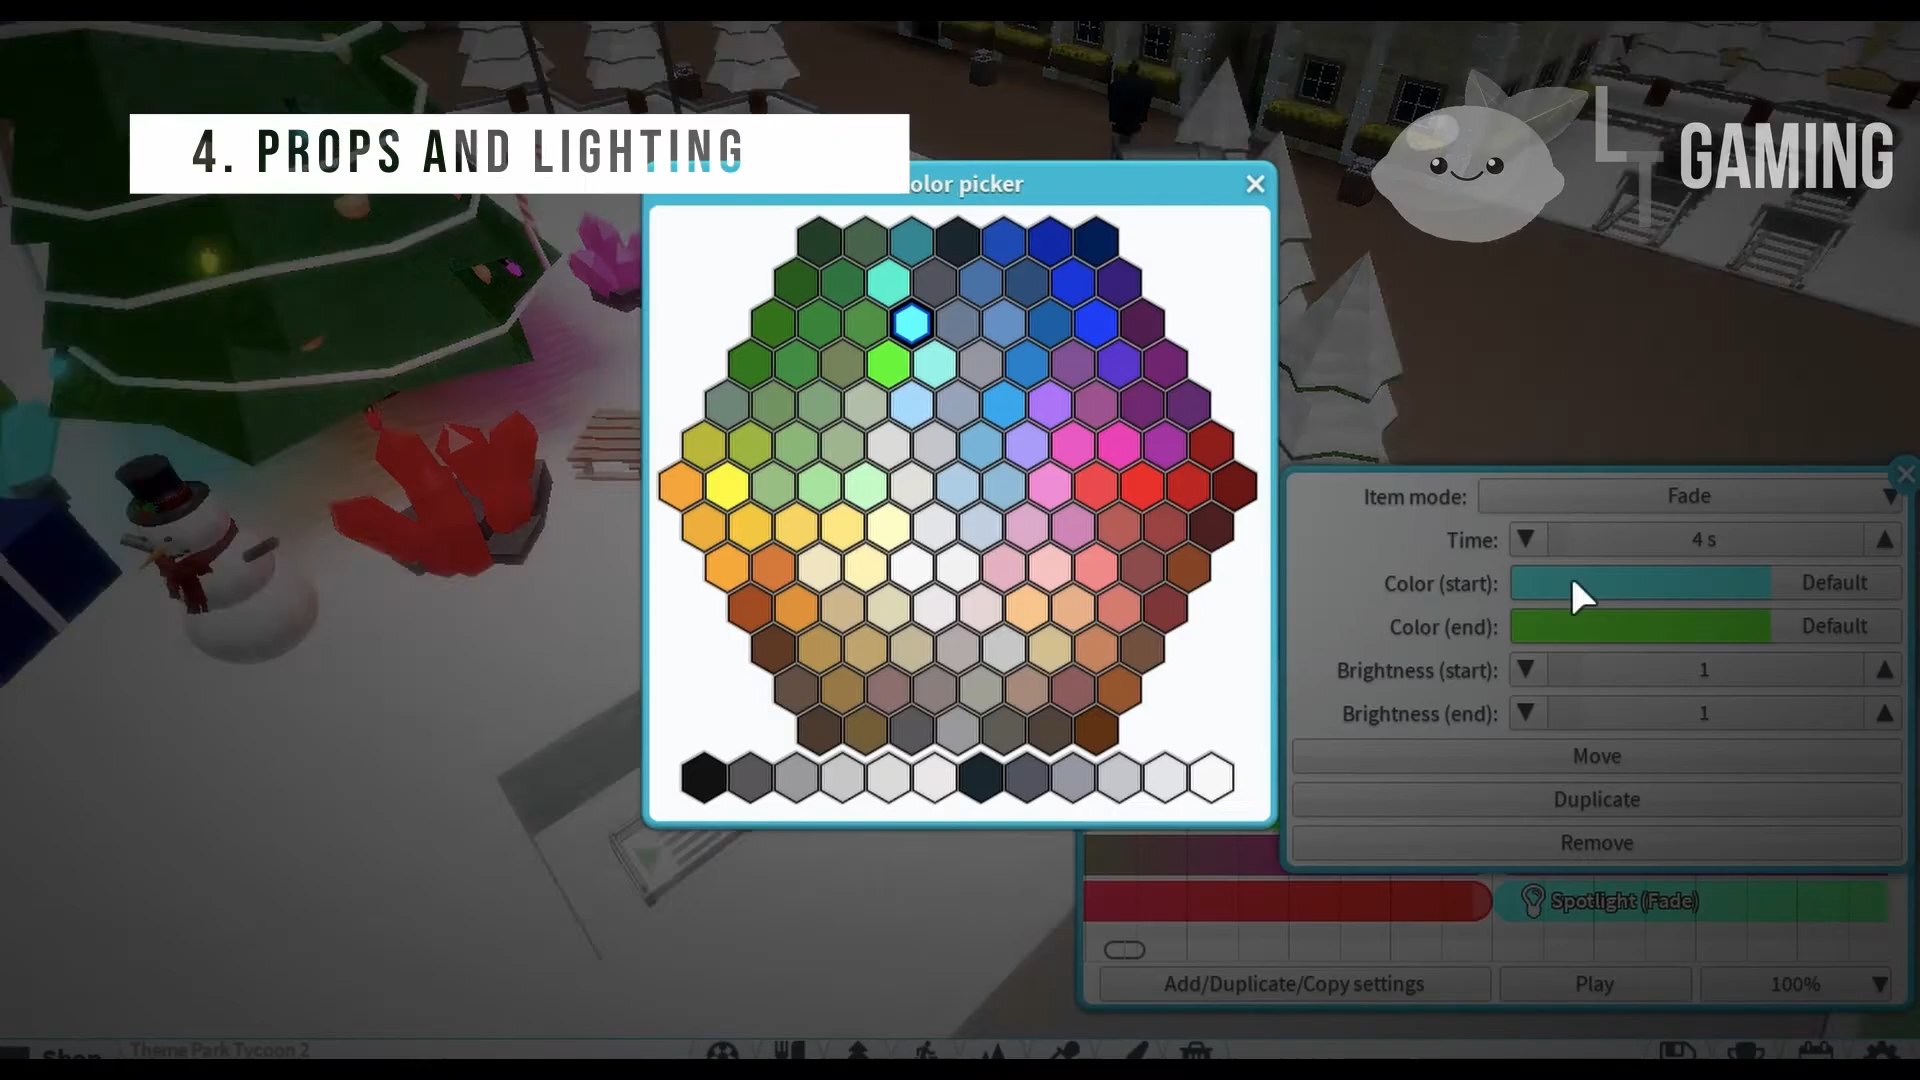 4. PROPS AND LIGHTING
LT GAMING
olor picker
Item mode: Fade
Time: 4 s
Color (start): Default
Color (end): Default
Brightness (start): 1
Brightness (end): 1
Move
Duplicate
Remove
Spotlight (Fade)
Add/Duplicate/Copy settings Play 100%
Shop Theme Park Tycoon 2